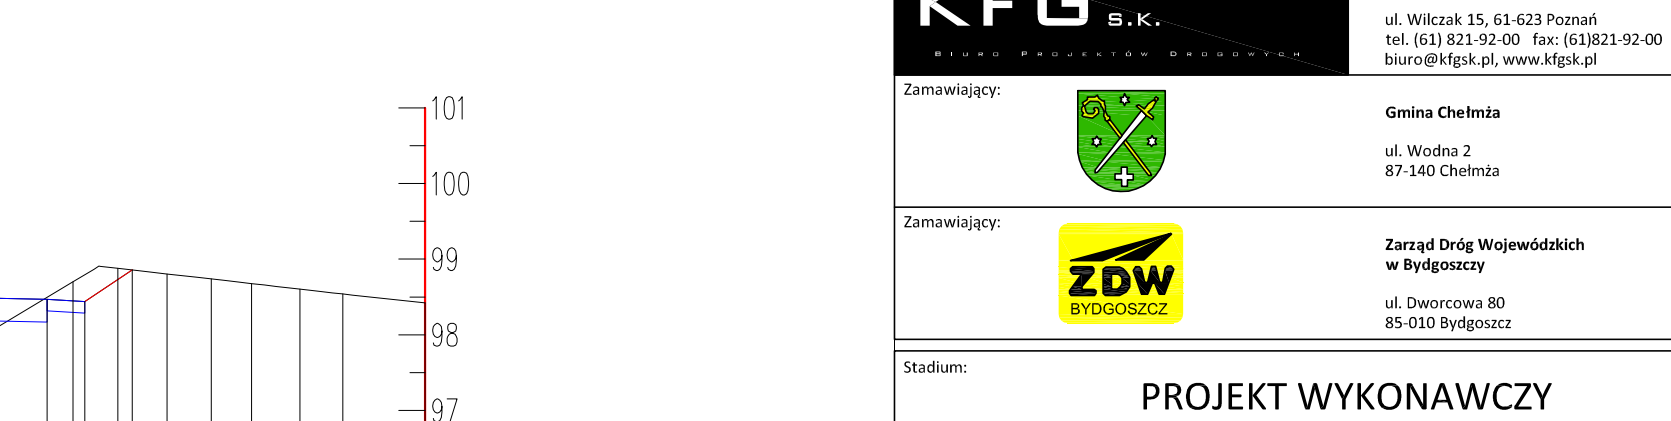 KFG S.K.
BIURO PROJEKTÓW DROGOWYCH
ul. Wilczak 15, 61-623 Poznań
tel. (61) 821-92-00 fax: (61)821-92-00
biuro@kfgsk.pl, www.kfgsk.pl
Zamawiający:
Gmina Chełmża
ul. Wodna 2
87-140 Chełmża
Zamawiający:
ZDW
BYDGOSZCZ
Zarząd Dróg Wojewódzkich
w Bydgoszczy
ul. Dworcowa 80
85-010 Bydgoszcz
Stadium:
PROJEKT WYKONAWCZY
101
100
99
98
97